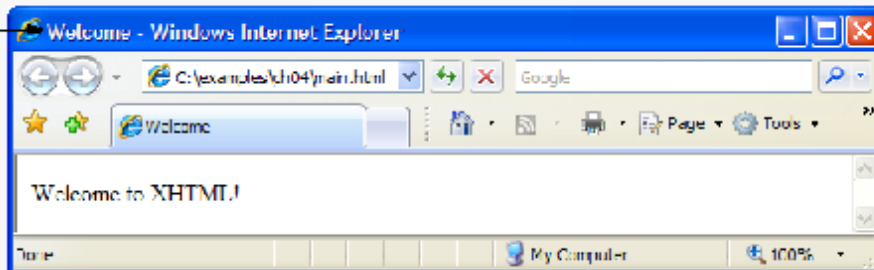 Welcome - Windows Internet Explorer
C:\examples\ch04\main.html Google
Welcome Page Tools »
Welcome to XHTML!
Done My Computer 100%